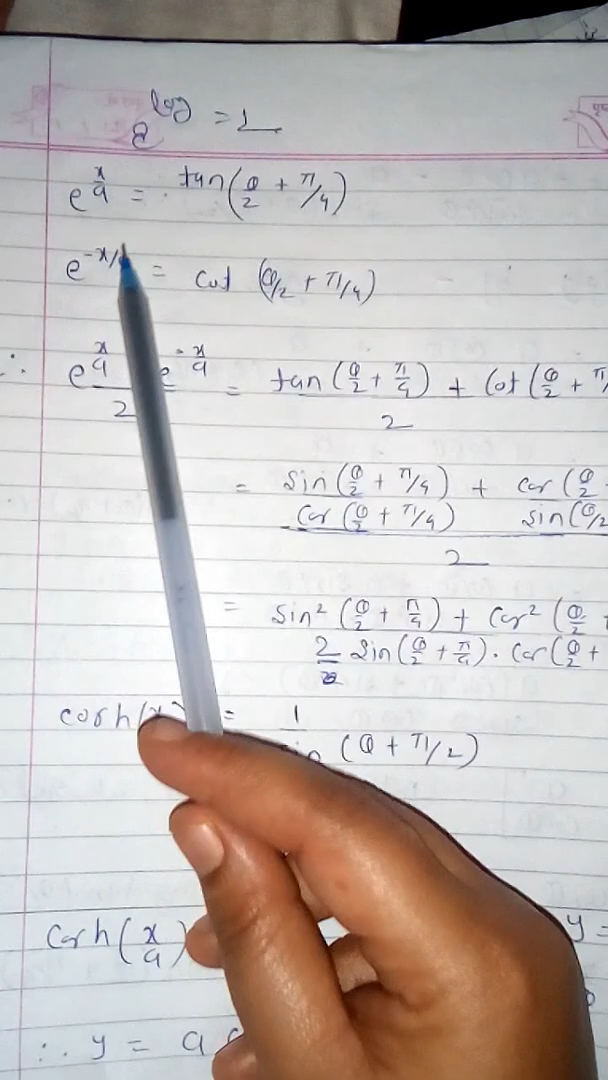 e^log = 1
e^(x/a) = tan(θ/2 + π/4)
e^(-x/ = cot (θ/2 + π/4)
∴ e^(x/a) e^(-x/a) / 2 = tan(θ/2 + π/4) + cot(θ/2 + π/ / 2
= sin(θ/2 + π/4) / cos(θ/2 + π/4) + cos(θ/2 / sin(θ/2 / 2
= sin²(θ/2 + π/4) + cos²(θ/2 + / 2 sin(θ/2 + π/4) · cos(θ/2 +
cosh( = 1 / (θ + π/2)
cosh(x/a) y =
∴ y = a